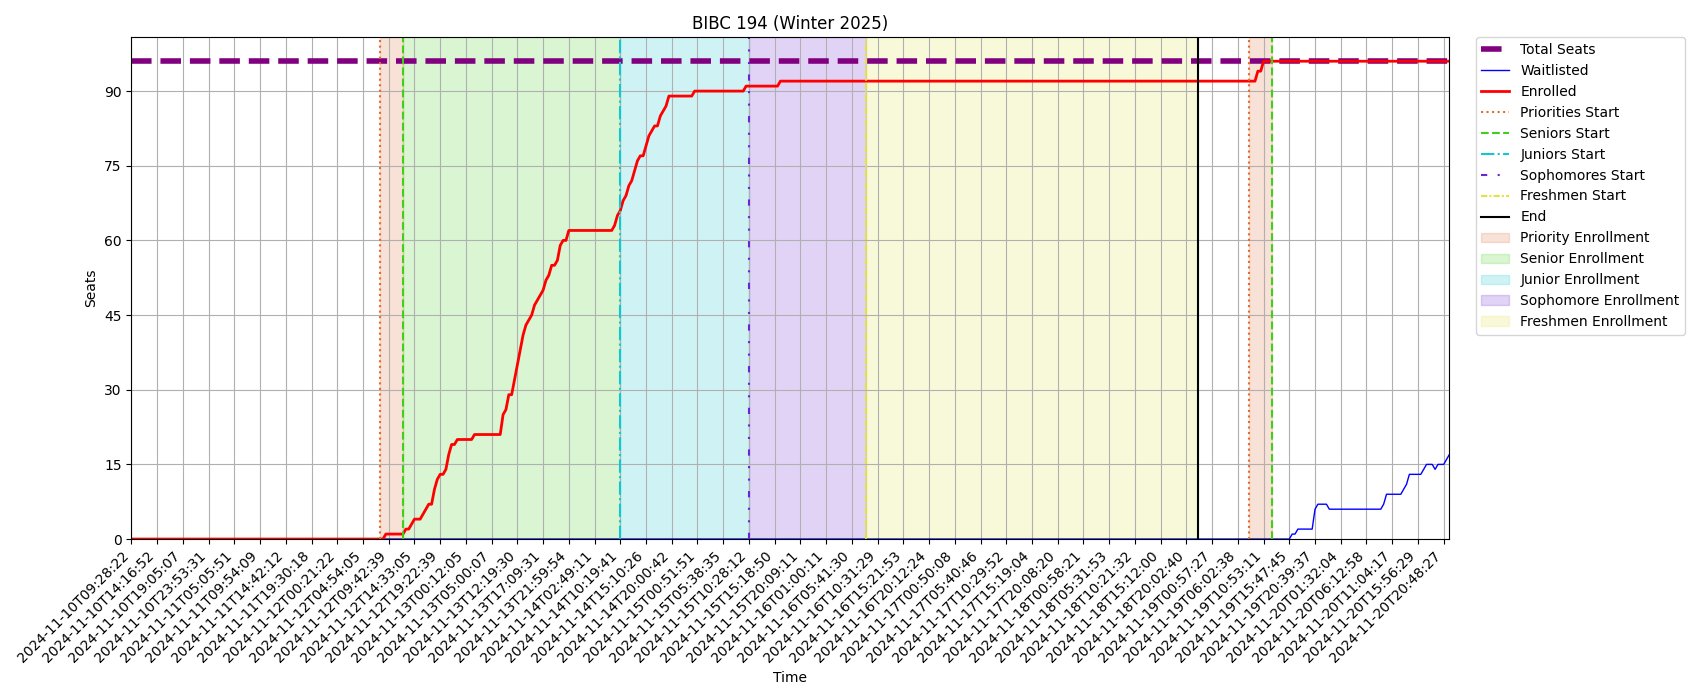 BIBC 194 (Winter 2025)
Total Seats
Waitlisted
Enrolled
Priorities Start
Seniors Start
Juniors Start
Sophomores Start
Freshmen Start
End
Priority Enrollment
Senior Enrollment
Junior Enrollment
Sophomore Enrollment
Freshmen Enrollment
Seats
90
75
60
45
30
15
0
2024-11-10T09:28:22
2024-11-10T14:16:52
2024-11-10T19:05:07
2024-11-10T23:53:31
2024-11-11T05:05:51
2024-11-11T09:54:09
2024-11-11T14:42:12
2024-11-11T19:30:18
2024-11-12T00:21:22
2024-11-12T04:54:05
2024-11-12T09:42:39
2024-11-12T14:33:05
2024-11-12T19:22:39
2024-11-13T00:12:05
2024-11-13T05:00:07
2024-11-13T12:19:30
2024-11-13T17:09:31
2024-11-13T21:59:54
2024-11-14T02:49:11
2024-11-14T10:19:41
2024-11-14T15:10:26
2024-11-14T20:00:42
2024-11-15T00:51:51
2024-11-15T05:38:35
2024-11-15T10:28:12
2024-11-15T15:18:50
2024-11-15T20:09:11
2024-11-16T01:00:11
2024-11-16T05:41:30
2024-11-16T10:31:29
2024-11-16T15:21:53
2024-11-16T20:12:24
2024-11-17T00:50:08
2024-11-17T05:40:46
2024-11-17T10:29:52
2024-11-17T15:19:04
2024-11-17T20:08:20
2024-11-18T00:58:21
2024-11-18T05:31:53
2024-11-18T10:21:32
2024-11-18T15:12:00
2024-11-18T20:02:40
2024-11-19T00:57:27
2024-11-19T06:02:38
2024-11-19T10:53:11
2024-11-19T15:47:45
2024-11-19T20:39:37
2024-11-20T01:32:04
2024-11-20T06:12:58
2024-11-20T11:04:17
2024-11-20T15:56:29
2024-11-20T20:48:27
Time